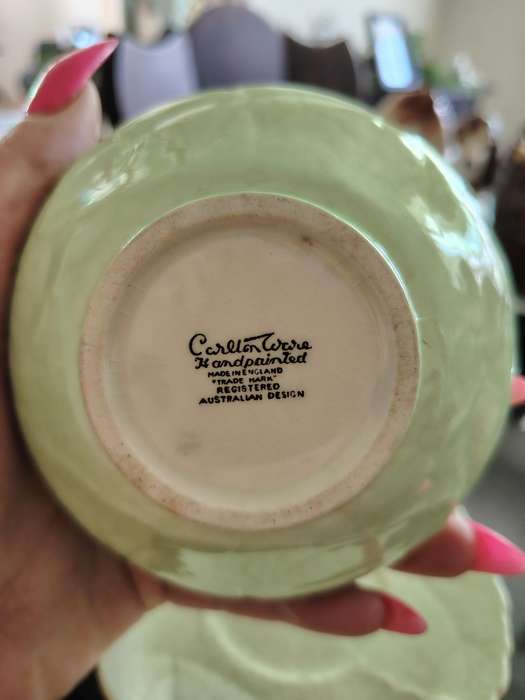 Carlton Ware
Handpainted
MADE IN ENGLAND
"TRADE MARK"
REGISTERED
AUSTRALIAN DESIGN